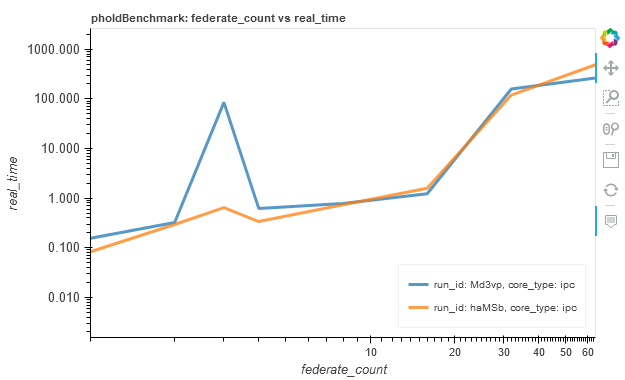 pholdBenchmark: federate_count vs real_time
1000.000
100.000
10.000
1.000
0.100
0.010
real_time
run_id: Md3vp, core_type: ipc
run_id: haMSb, core_type: ipc
10 20 30 40 50 60
federate_count